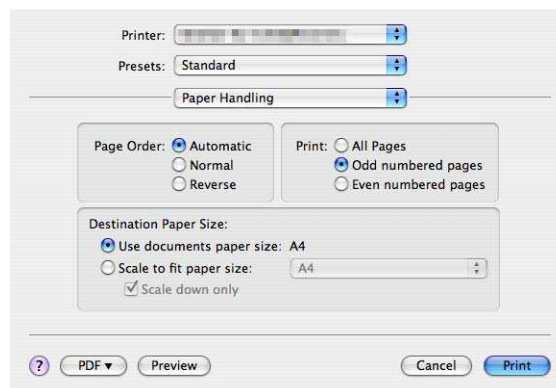 Printer:
Presets: Standard
Paper Handling
Page Order: Automatic
Normal
Reverse
Print: All Pages
Odd numbered pages
Even numbered pages
Destination Paper Size:
Use documents paper size: A4
Scale to fit paper size: A4
Scale down only
? PDF ▼ Preview Cancel Print